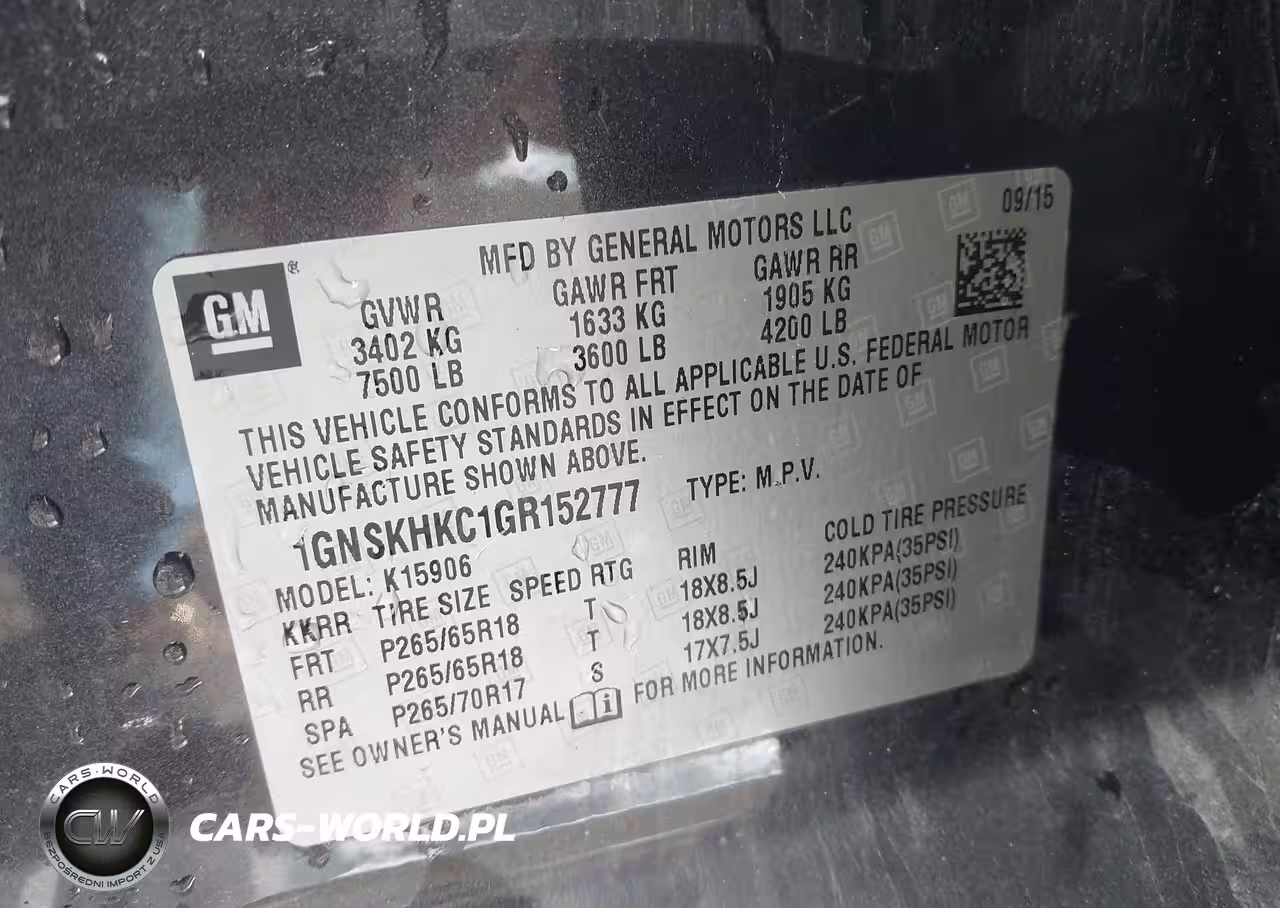 09/15
MFD BY GENERAL MOTORS LLC
GM
GVWR GAWR FRT GAWR RR
3402 KG 1633 KG 1905 KG
7500 LB 3600 LB 4200 LB
THIS VEHICLE CONFORMS TO ALL APPLICABLE U.S. FEDERAL MOTOR
VEHICLE SAFETY STANDARDS IN EFFECT ON THE DATE OF
MANUFACTURE SHOWN ABOVE.
1GNSKHKC1GR152777 TYPE: M.P.V.
MODEL: K15906
KKRR TIRE SIZE SPEED RTG RIM COLD TIRE PRESSURE
FRT P265/65R18 T 18X8.5J 240KPA(35PSI)
RR P265/65R18 T 18X8.5J 240KPA(35PSI)
SPA P265/70R17 S 17X7.5J 240KPA(35PSI)
SEE OWNER'S MANUAL FOR MORE INFORMATION.
CARS-WORLD
CW
BEZPOŚREDNI IMPORT Z USA
CARS-WORLD.PL